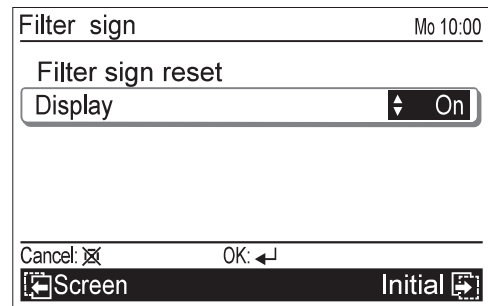 Filter sign Mo 10:00
Filter sign reset
Display On
Cancel: OK:
Screen Initial